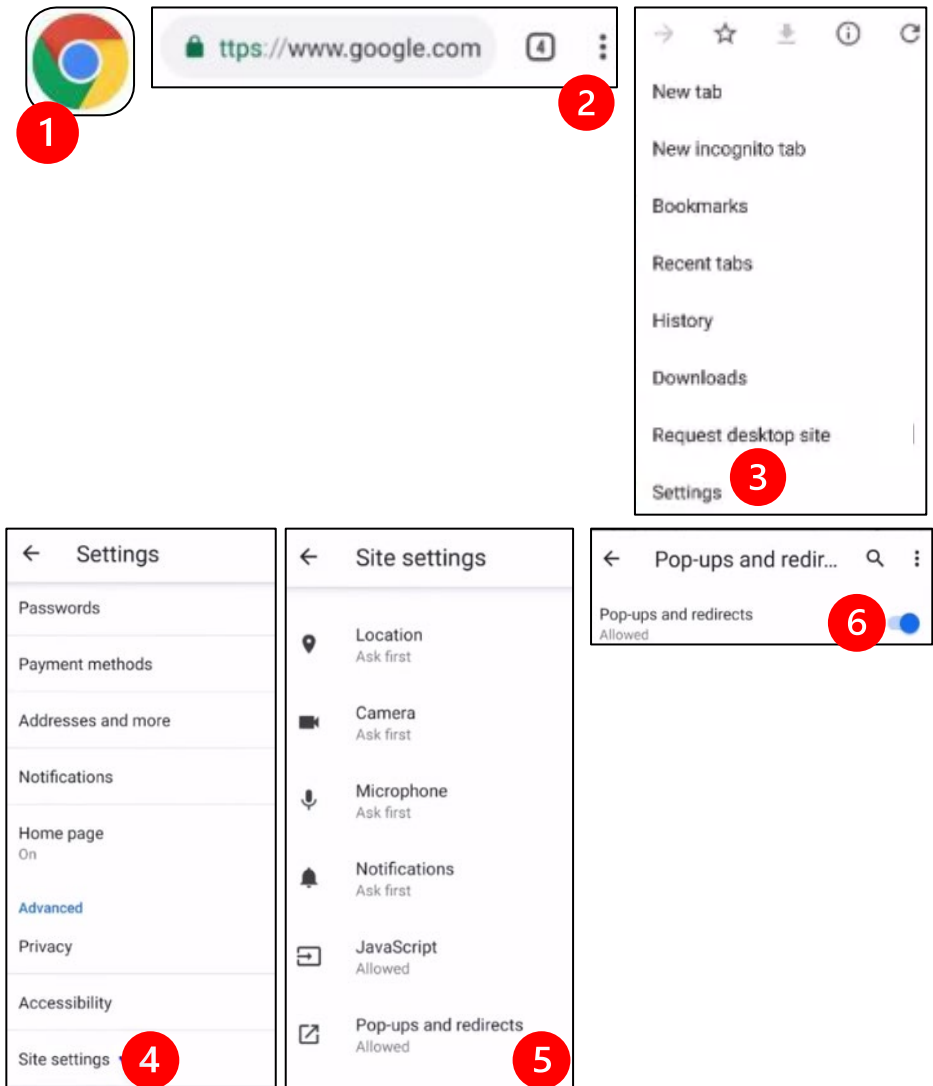 1
ttps://www.google.com
4
2
New tab
New incognito tab
Bookmarks
Recent tabs
History
Downloads
Request desktop site
Settings
3
Settings
Passwords
Payment methods
Addresses and more
Notifications
Home page
On
Advanced
Privacy
Accessibility
Site settings
4
Site settings
Location
Ask first
Camera
Ask first
Microphone
Ask first
Notifications
Ask first
JavaScript
Allowed
Pop-ups and redirects
Allowed
5
Pop-ups and redir...
Pop-ups and redirects
Allowed
6